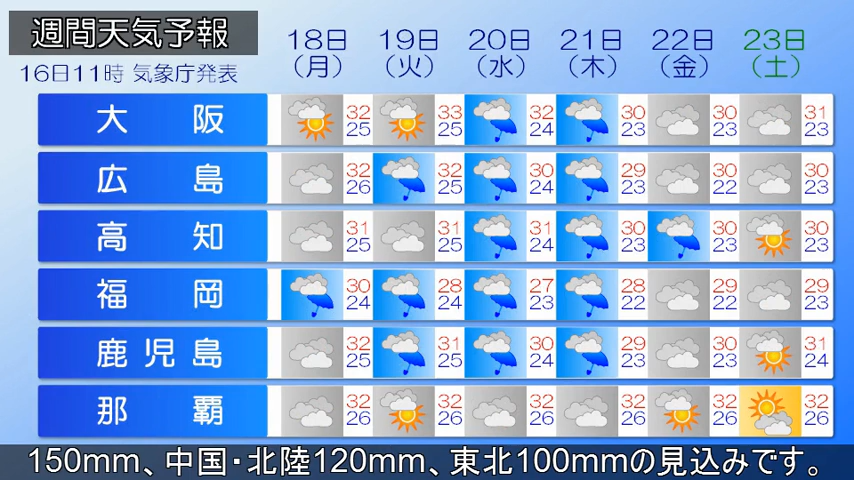 週間天気予報
16日11時 気象庁発表
18日 19日 20日 21日 22日 23日
（月） （火） （水） （木） （金） （土）
大阪 32 25 33 25 32 24 30 23 30 23 31 23
広島 32 26 32 25 30 24 29 23 30 22 30 23
高知 31 25 31 25 31 24 30 23 30 23 30 23
福岡 30 24 28 24 27 23 28 22 29 22 29 23
鹿児島 32 25 31 25 30 24 29 23 30 23 31 24
那覇 32 26 32 26 32 26 32 26 32 26 32 26
150mm、中国・北陸120mm、東北100mmの見込みです。